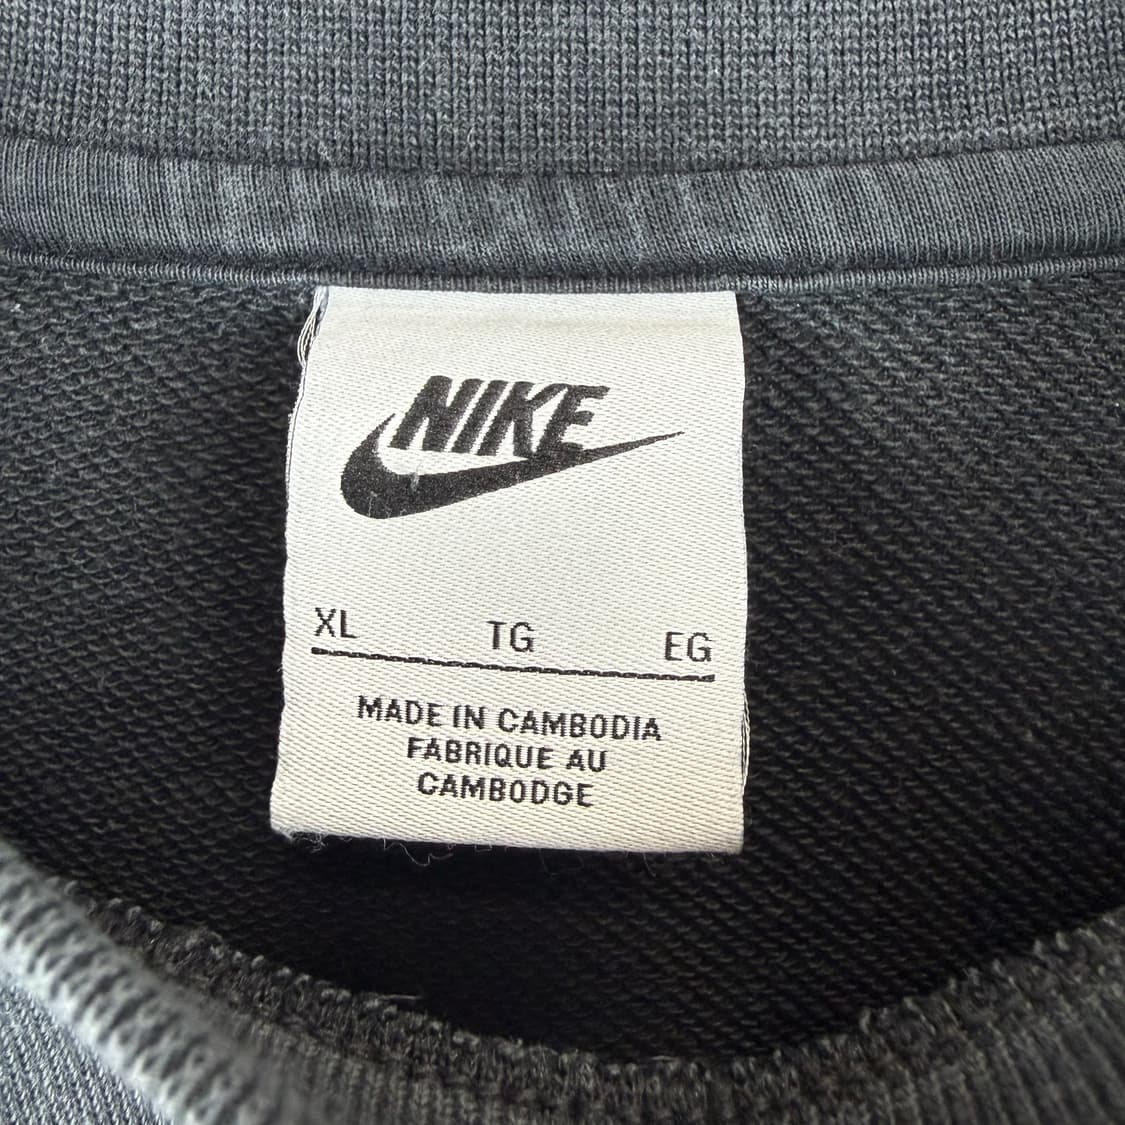 NIKE
XL TG EG
MADE IN CAMBODIA
FABRIQUE AU
CAMBODGE